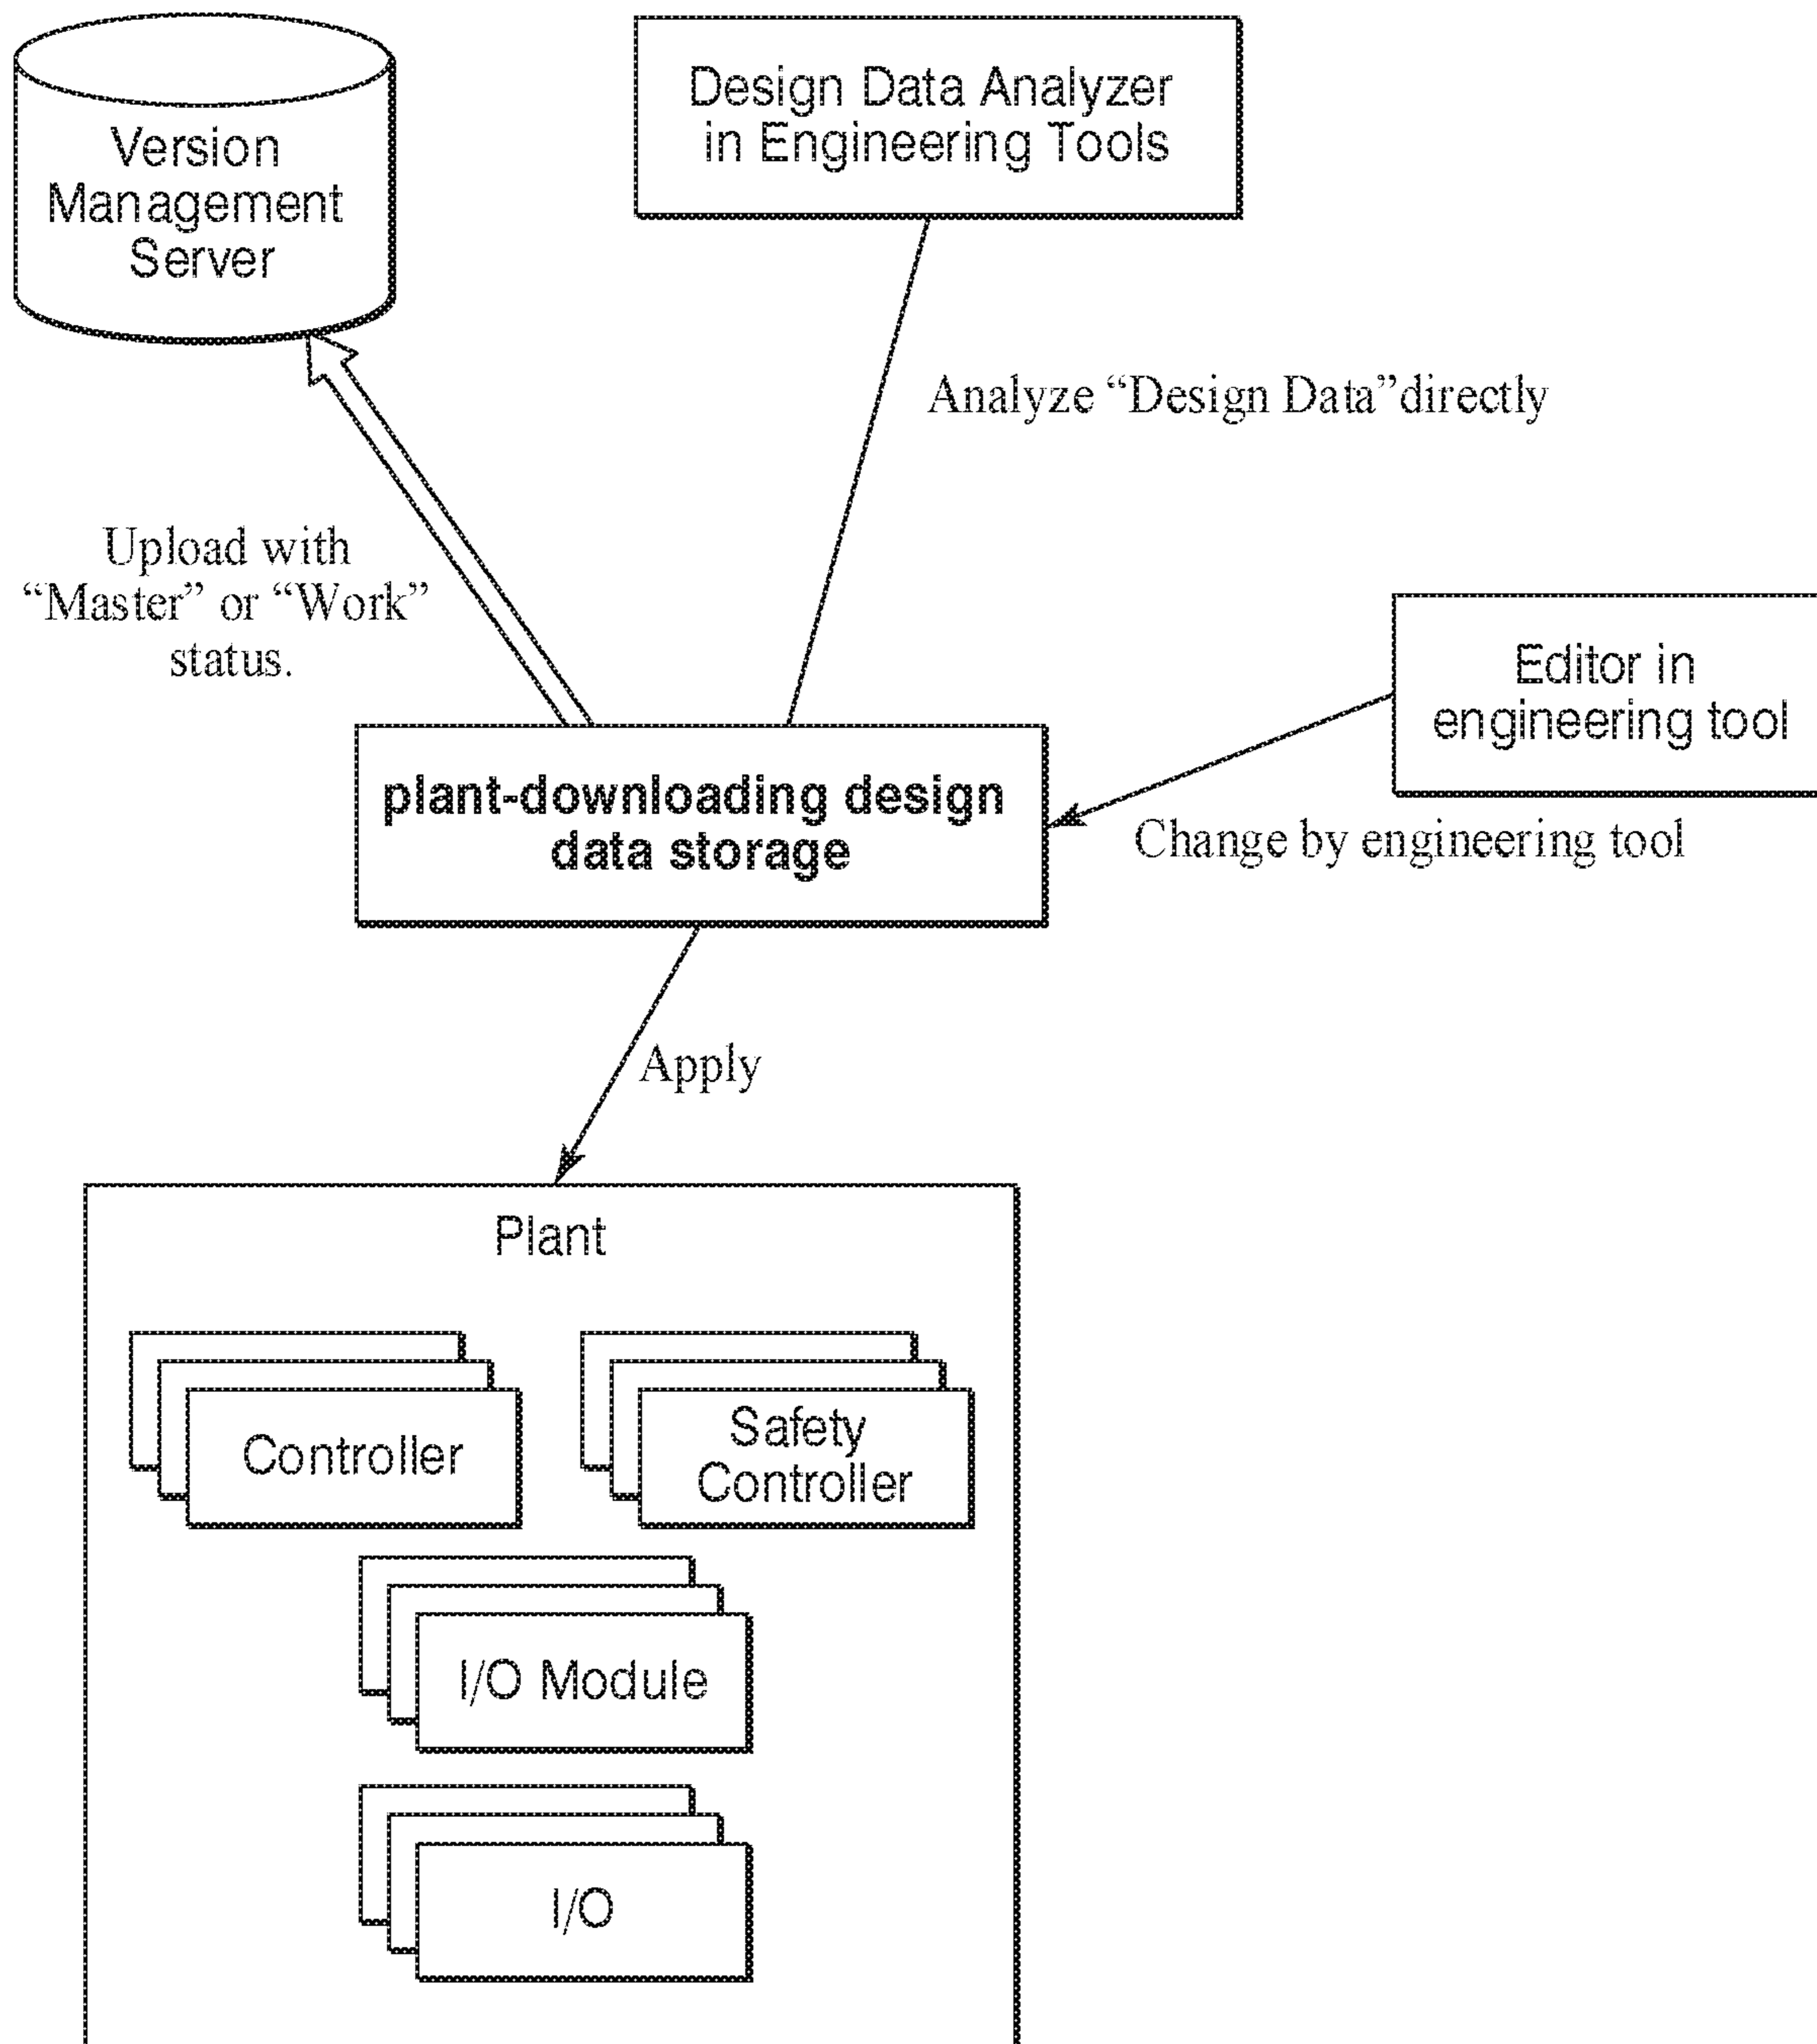 Version
Management
Server
Design Data Analyzer
in Engineering Tools
Analyze “Design Data”directly
Upload with
“Master” or “Work”
status.
Editor in
engineering tool
plant-downloading design
data storage
Change by engineering tool
Apply
Plant
Controller
Safety
Controller
I/O Module
I/O